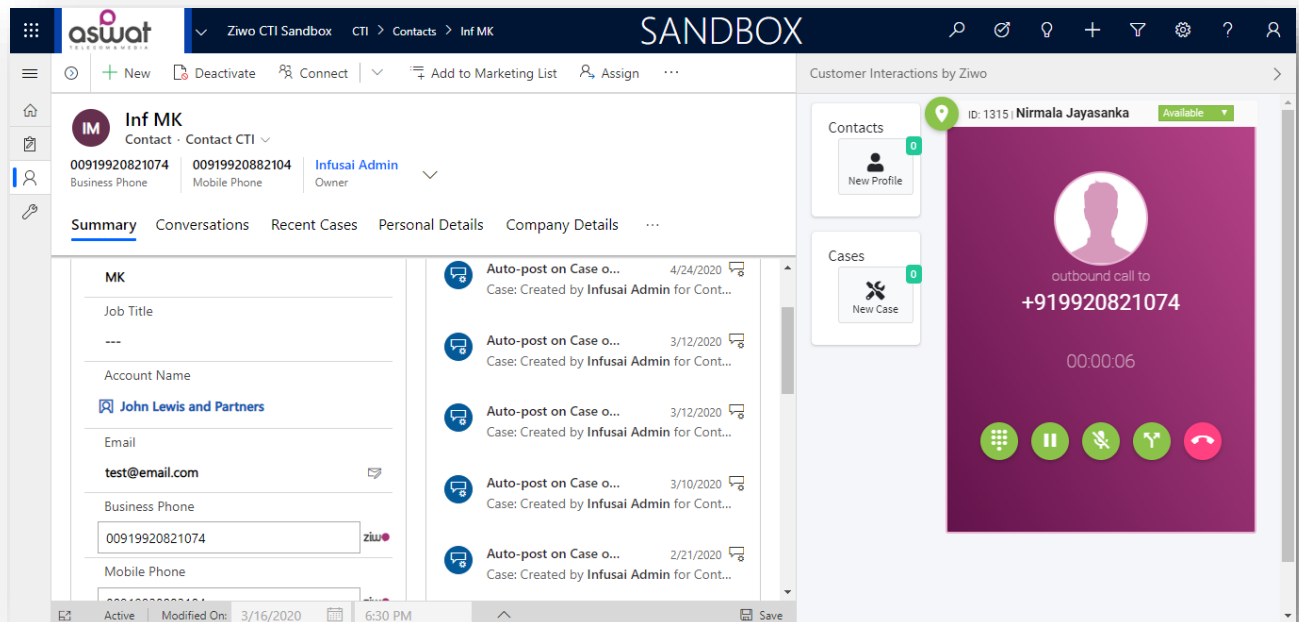 aswat
TELECOM & MEDIA
Ziwo CTI Sandbox CTI > Contacts > Inf MK
SANDBOX
New Deactivate Connect Add to Marketing List Assign ...
Customer Interactions by Ziwo
IM
Inf MK
Contact · Contact CTI
00919920821074 00919920882104 Infusai Admin
Business Phone Mobile Phone Owner
Summary Conversations Recent Cases Personal Details Company Details ...
MK
Job Title
---
Account Name
John Lewis and Partners
Email
test@email.com
Business Phone
00919920821074
ziwo
Mobile Phone
Auto-post on Case o... 4/24/2020
Case: Created by Infusai Admin for Cont...
Auto-post on Case o... 3/12/2020
Case: Created by Infusai Admin for Cont...
Auto-post on Case o... 3/12/2020
Case: Created by Infusai Admin for Cont...
Auto-post on Case o... 3/10/2020
Case: Created by Infusai Admin for Cont...
Auto-post on Case o... 2/21/2020
Case: Created by Infusai Admin for Cont...
Active Modified On: 3/16/2020 6:30 PM Save
Contacts
0
New Profile
Cases
0
New Case
ID: 1315 | Nirmala Jayasanka Available
outbound call to
+919920821074
00:00:06